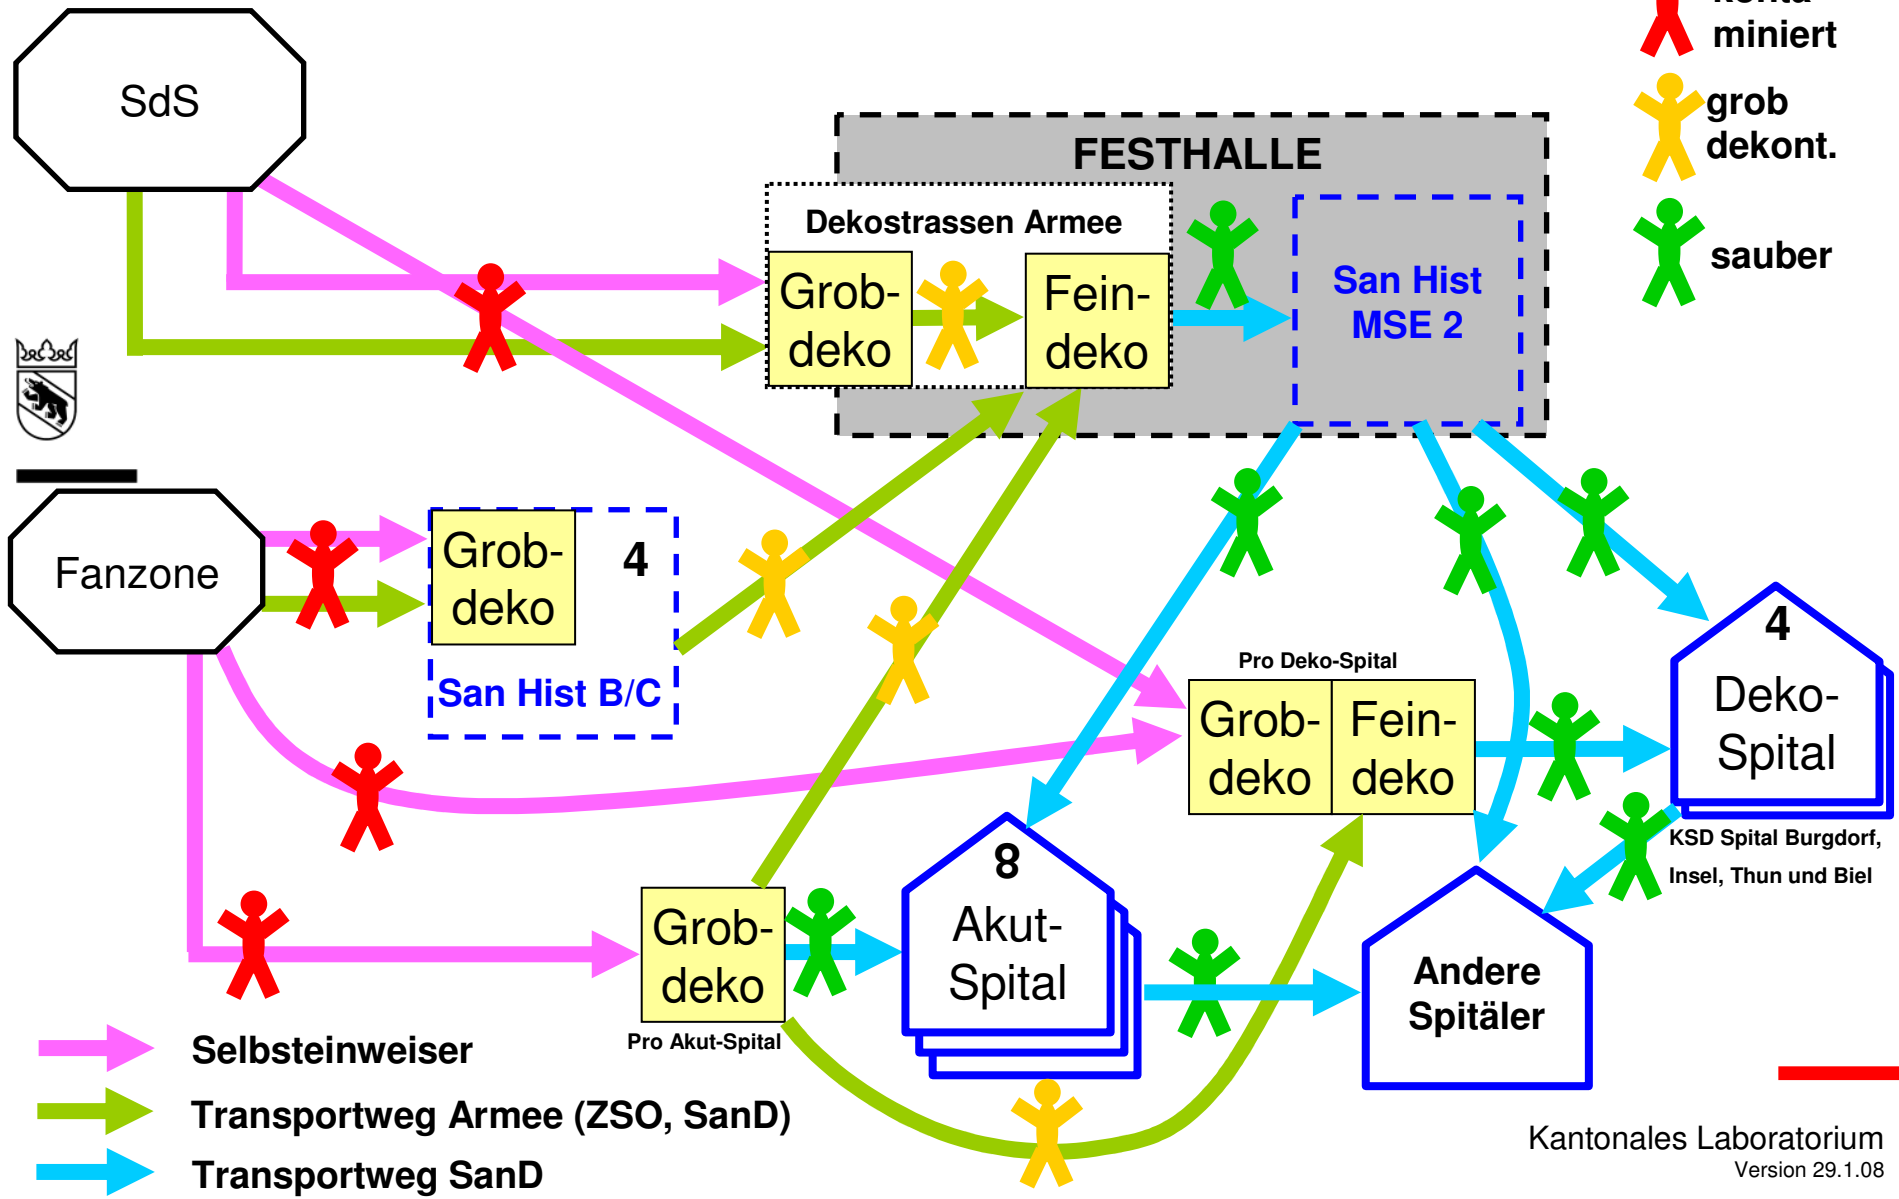 miniert
SdS
grob
dekont.
FESTHALLE
Dekostrassen Armee
sauber
Grob-
deko
Fein-
deko
San Hist
MSE 2
Fanzone
Grob-
deko
4
San Hist B/C
4
Deko-
Spital
Pro Deko-Spital
Grob-
deko
Fein-
deko
KSD Spital Burgdorf,
Insel, Thun und Biel
8
Akut-
Spital
Grob-
deko
Pro Akut-Spital
Andere
Spitäler
Selbsteinweiser
Transportweg Armee (ZSO, SanD)
Transportweg SanD
Kantonales Laboratorium
Version 29.1.08